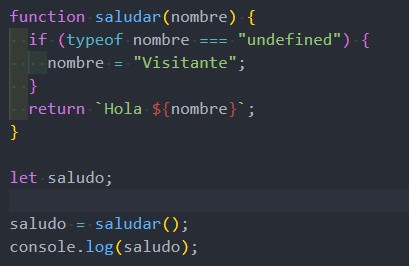 function saludar(nombre) {
  if (typeof nombre === "undefined") {
    nombre = "Visitante";
  }
  return `Hola ${nombre}`;
}

let saludo;

saludo = saludar();
console.log(saludo);